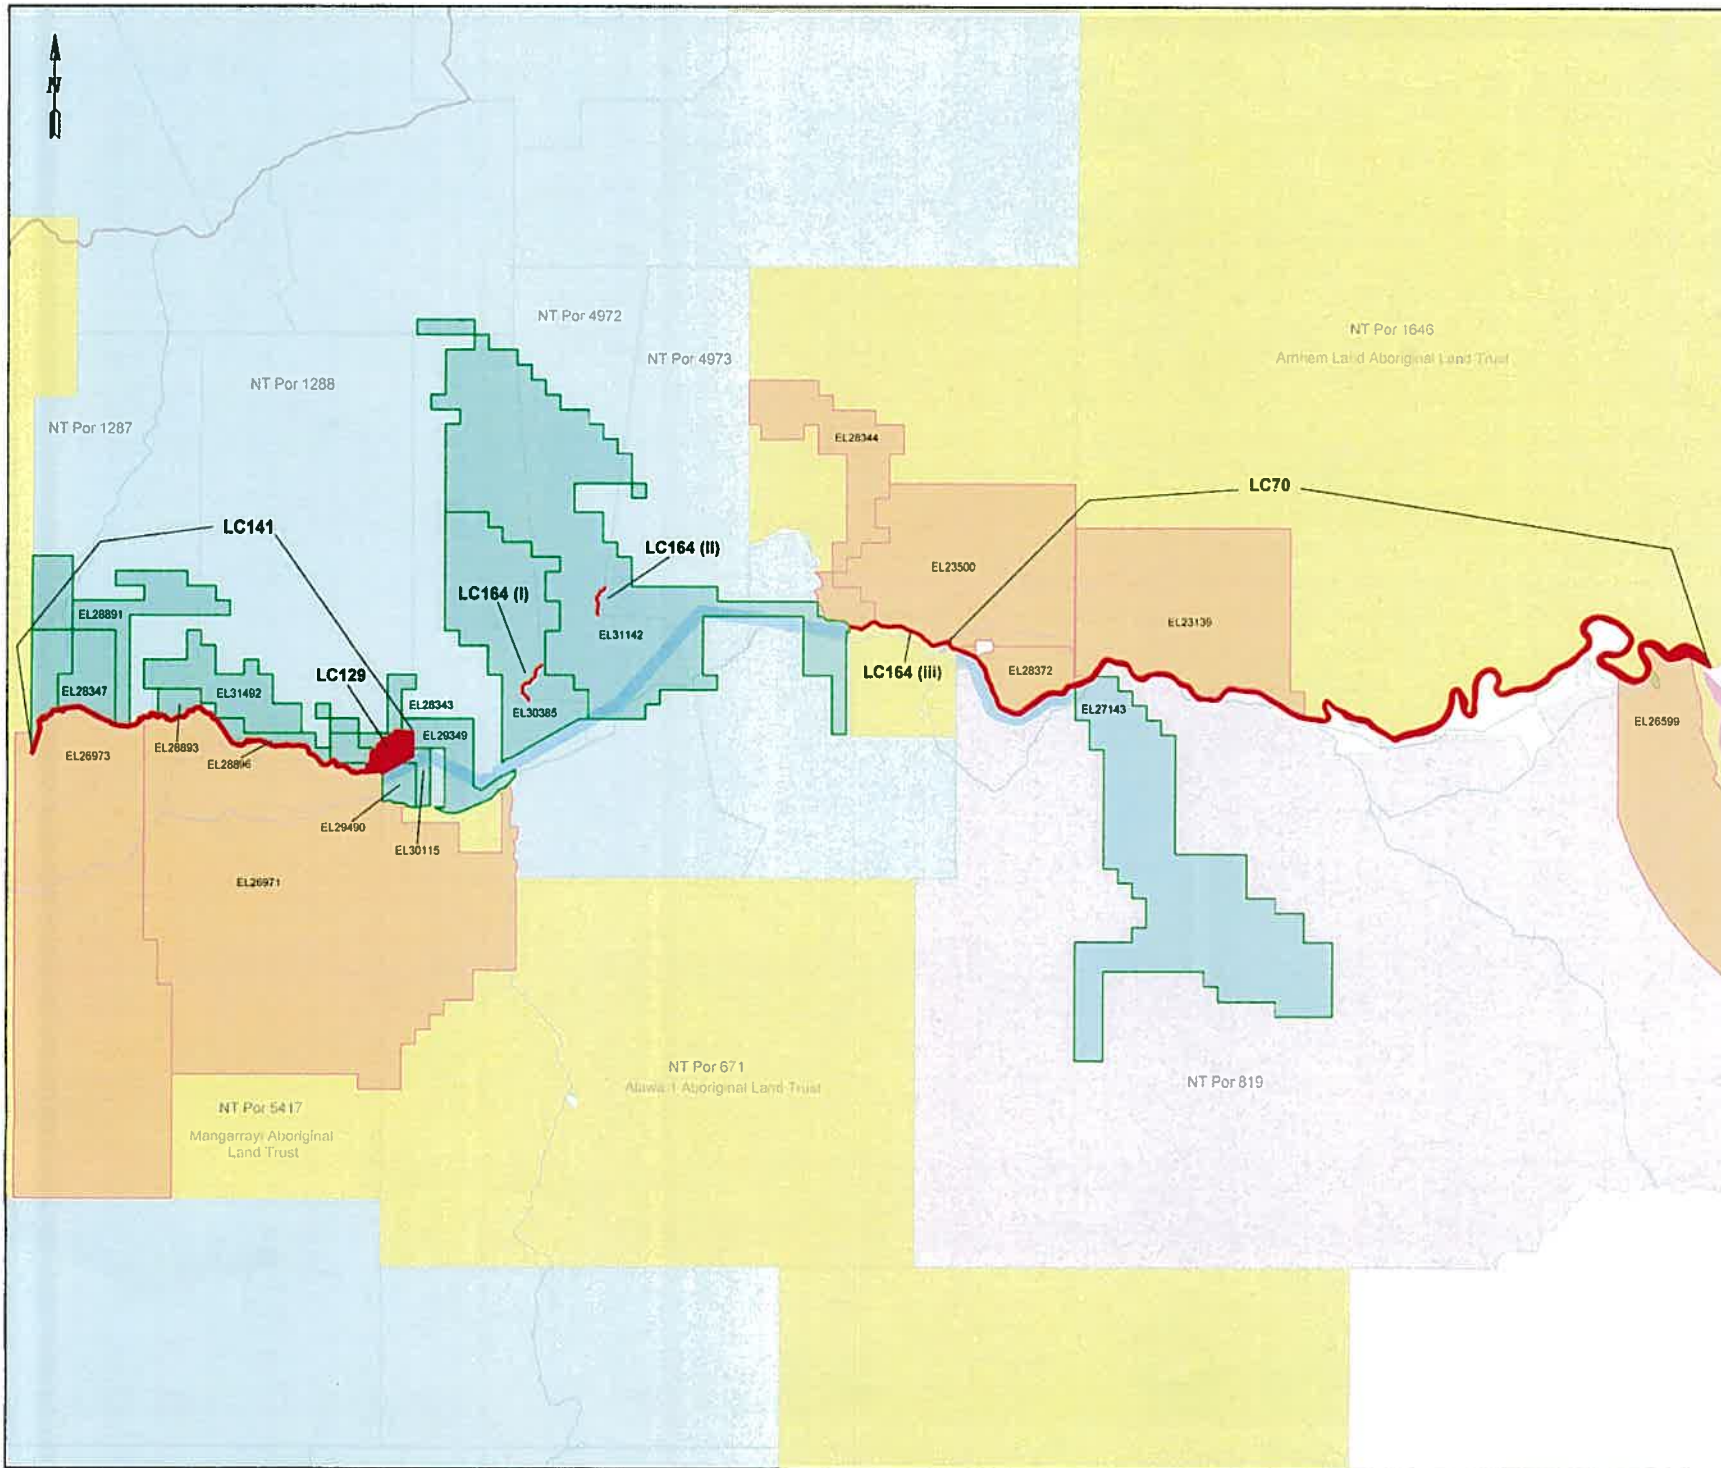 N
NT Por 4972
NT Por 1646
Arnhem Land Aboriginal Land Trust
NT Por 4973
NT Por 1288
NT Por 1287
EL28344
LC70
LC141
LC164 (II)
EL23500
LC164 (I)
EL28891
EL23139
EL31142
LC129
LC164 (iii)
EL28372
EL28347
EL31492
EL28343
EL30385
EL27143
EL26599
EL29349
EL28893
EL26973
EL28896
EL29490
EL30115
EL26971
NT Por 671
Alawa 1 Aboriginal Land Trust
NT Por 819
NT Por 5417
Mangarrayi Aboriginal
Land Trust